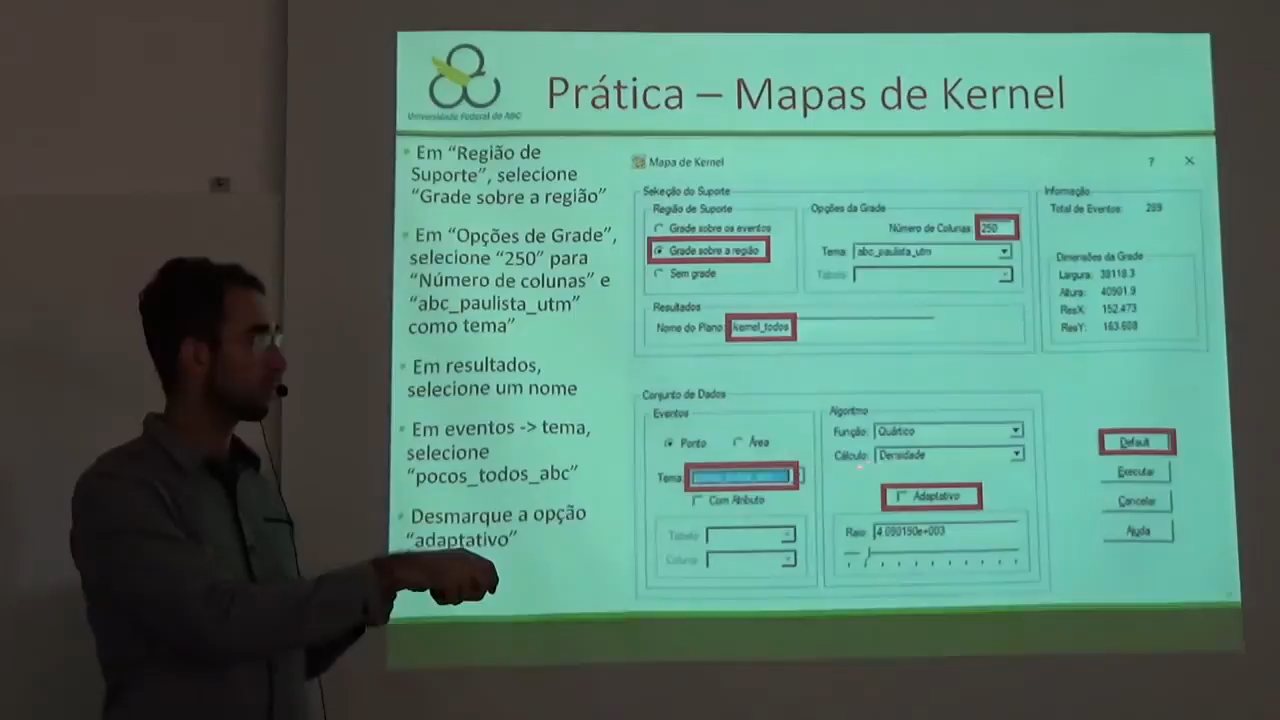 Universidade Federal do ABC
Prática – Mapas de Kernel
• Em “Região de
Suporte”, selecione
“Grade sobre a região”
• Em “Opções de Grade”,
selecione “250” para
“Número de colunas” e
“abc_paulista_utm”
como tema”
• Em resultados,
selecione um nome
• Em eventos -> tema,
selecione
“pocos_todos_abc”
• Desmarque a opção
“adaptativo”
Mapa de Kernel
? ×
Seleção do Suporte
Região de Suporte
Grade sobre os eventos
Grade sobre a região
Sem grade
Opções da Grade
Número de Colunas: 250
Tema: abc_paulista_utm
Tabela:
Resultados
Nome do Plano: kernel_todos
Informação
Total de Eventos: 289
Dimensões da Grade
Largura: 38118.3
Altura: 40901.9
ResX: 152.473
ResY: 163.608
Conjunto de Dados
Eventos
Ponto Área
Tema:
Com Atributo
Tabela:
Coluna:
Algoritmo
Função: Quártico
Cálculo: Densidade
Adaptativo
Raio: 4.090190e+003
Default
Executar
Cancelar
Ajuda